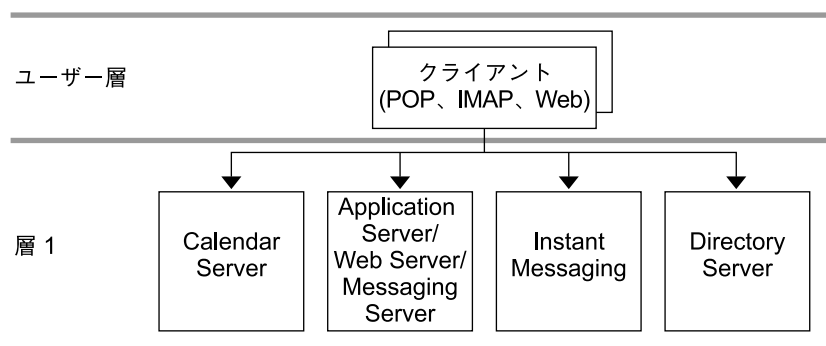 ユーザー層
クライアント
(POP、IMAP、Web)
層 1
Calendar
Server
Application
Server/
Web Server/
Messaging
Server
Instant
Messaging
Directory
Server